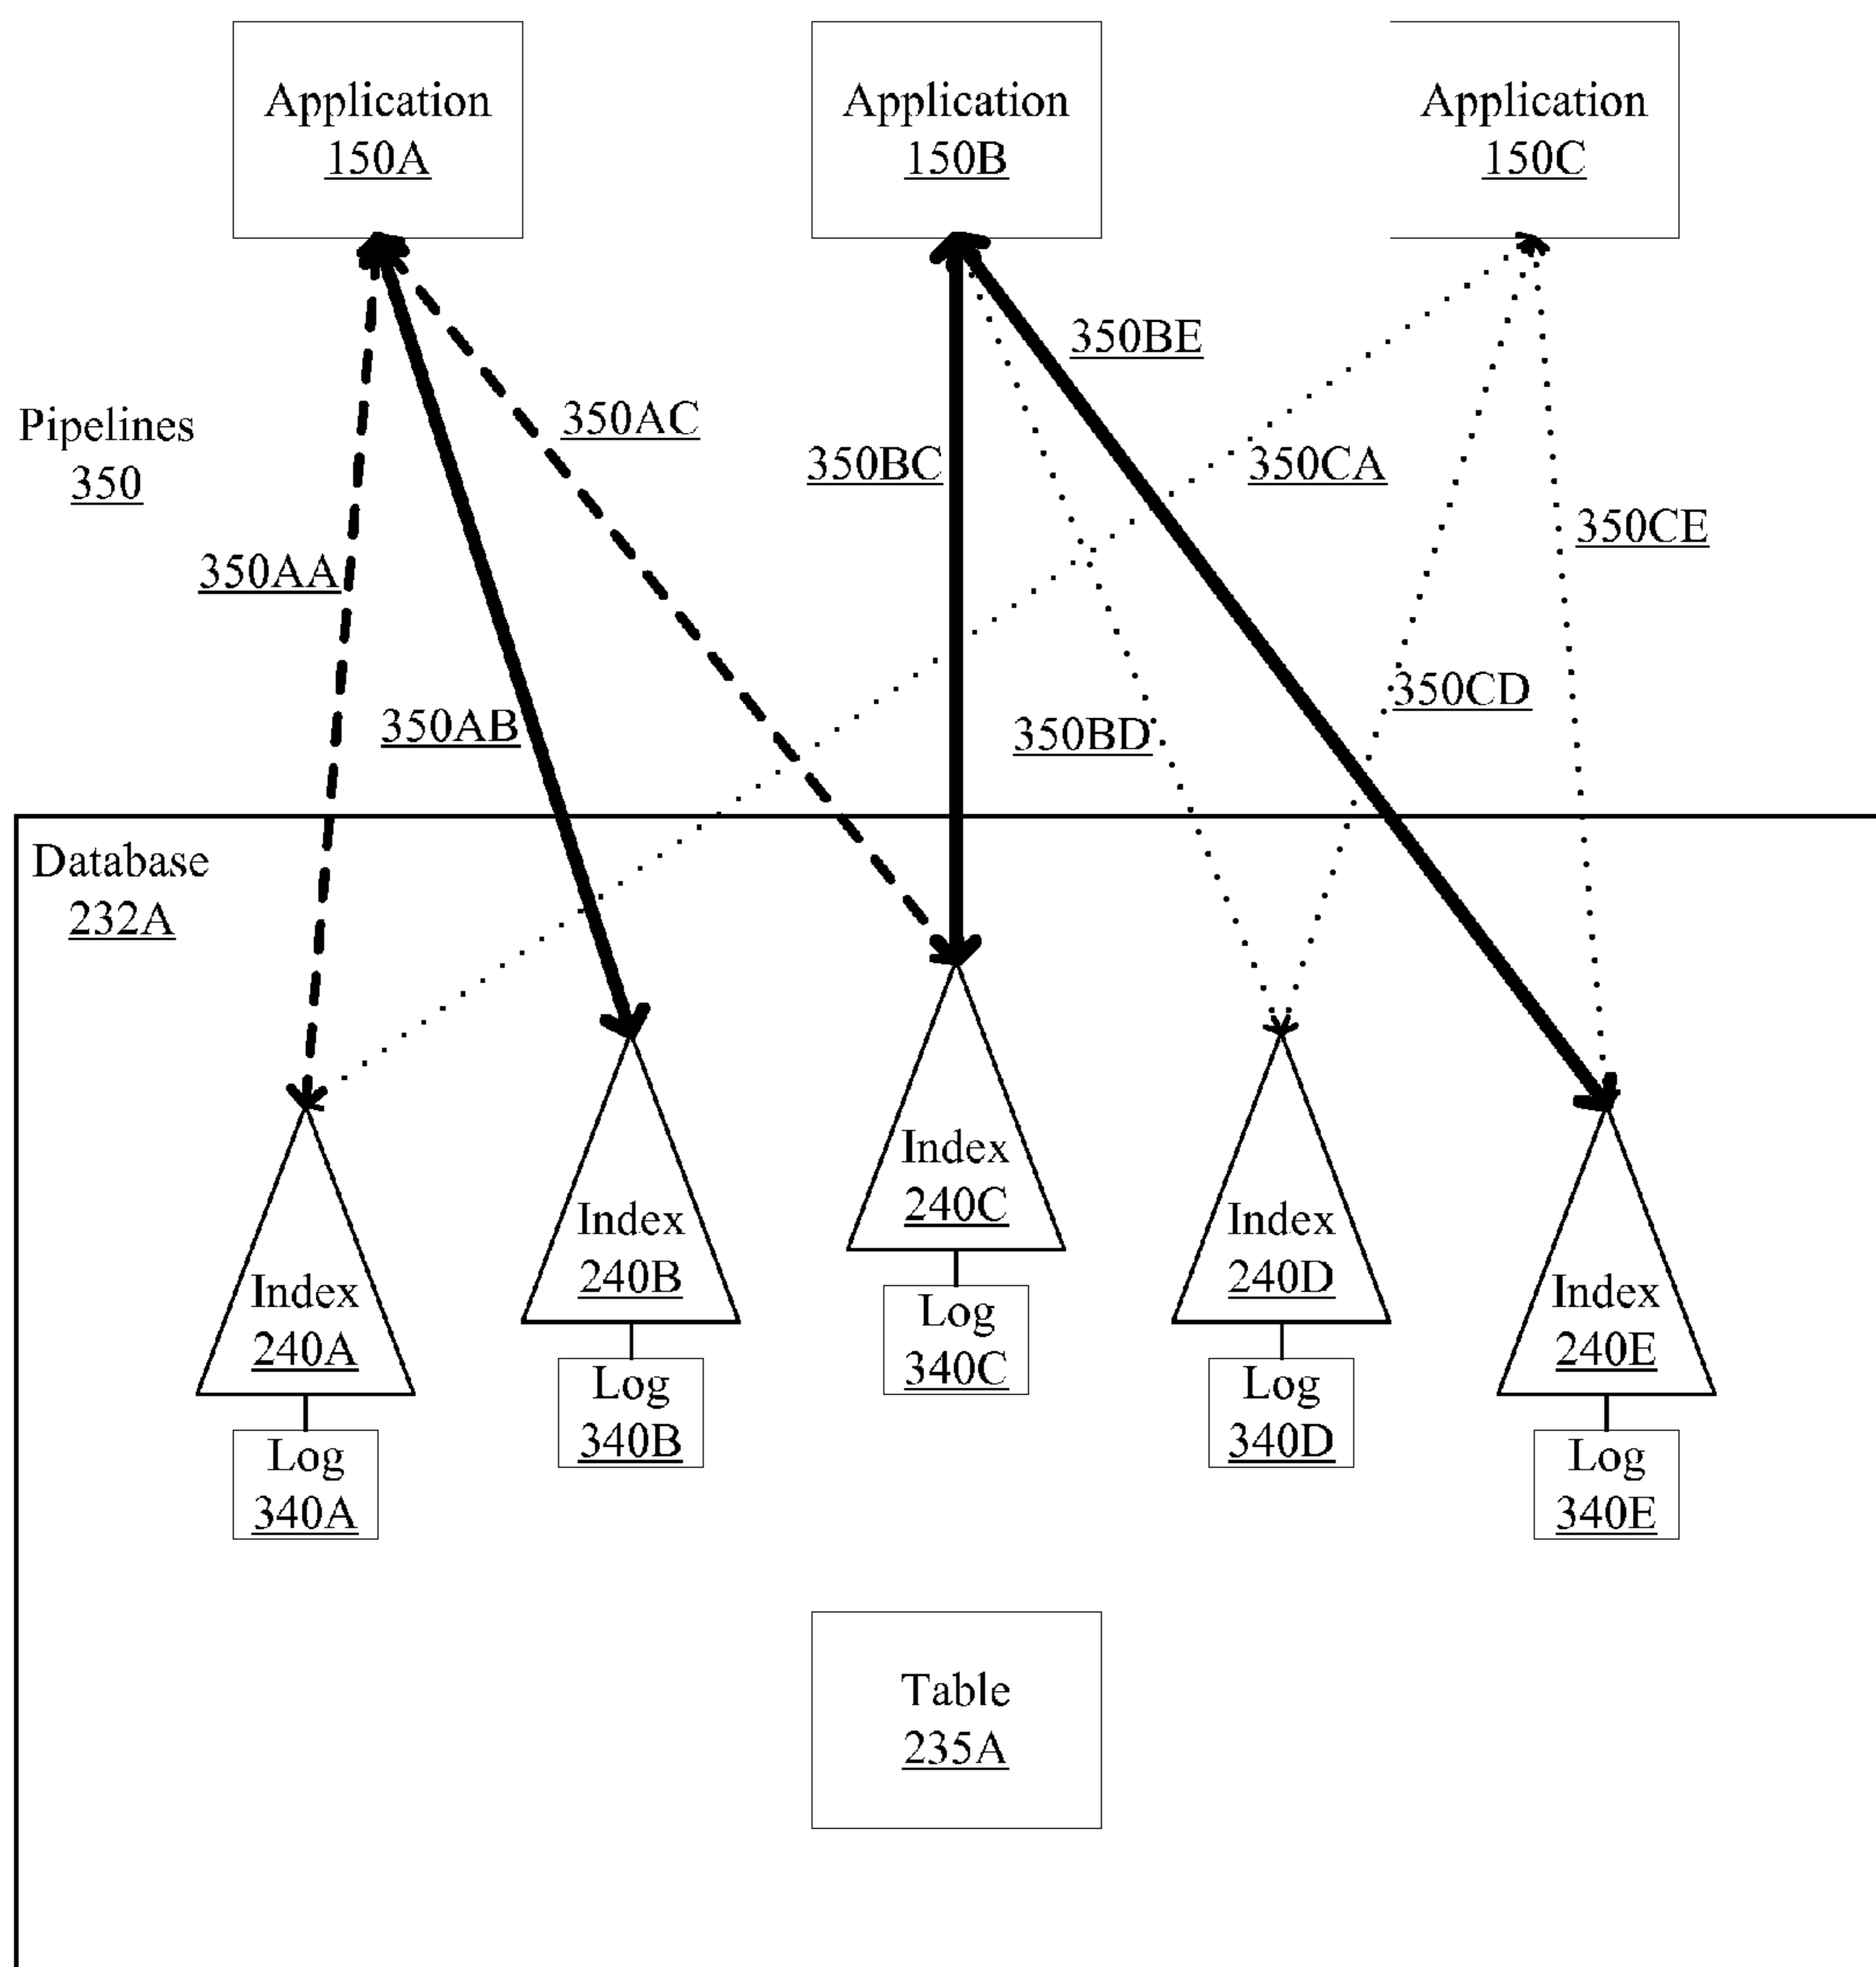 Application
150A
Application
150B
Application
150C
350BE
Pipelines
350
350AC
350BC
350CA
350CE
350AA
350CD
350AB
350BD
Database
232A
Index
240A
Index
240B
Index
240C
Index
240D
Index
240E
Log
340A
Log
340B
Log
340C
Log
340D
Log
340E
Table
235A